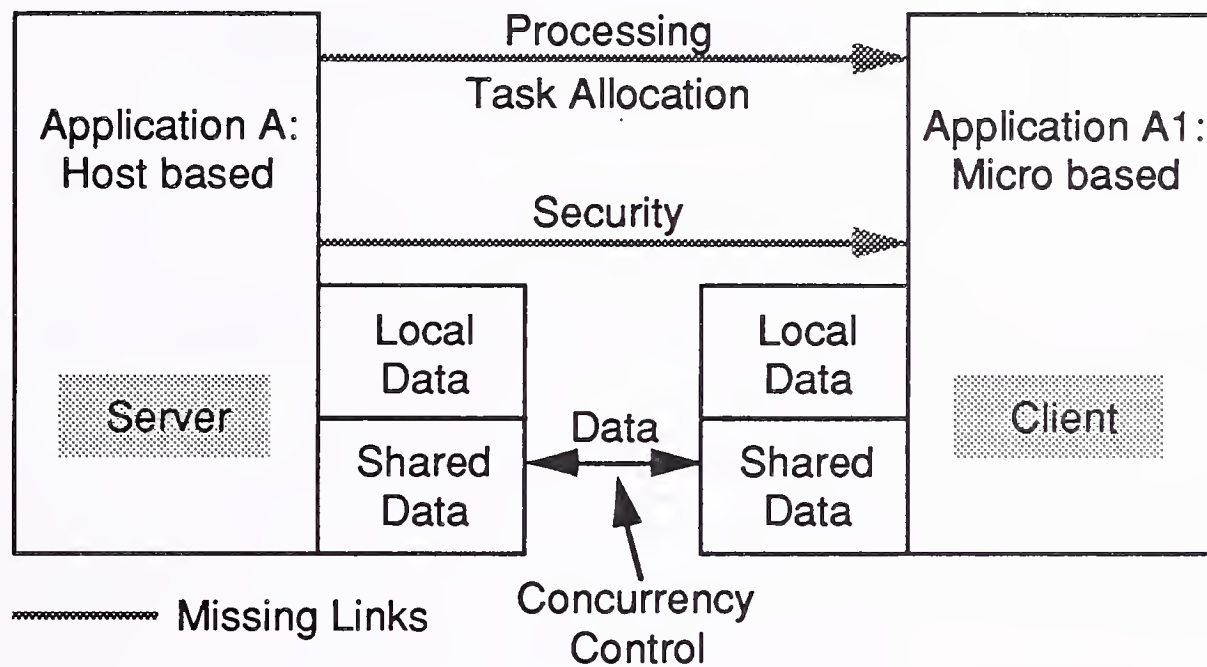 Processing
Task Allocation
Application A:
Host based
Application A1:
Micro based
Security
Local
Data
Local
Data
Server
Client
Data
Shared
Data
Shared
Data
Concurrency
Control
Missing Links